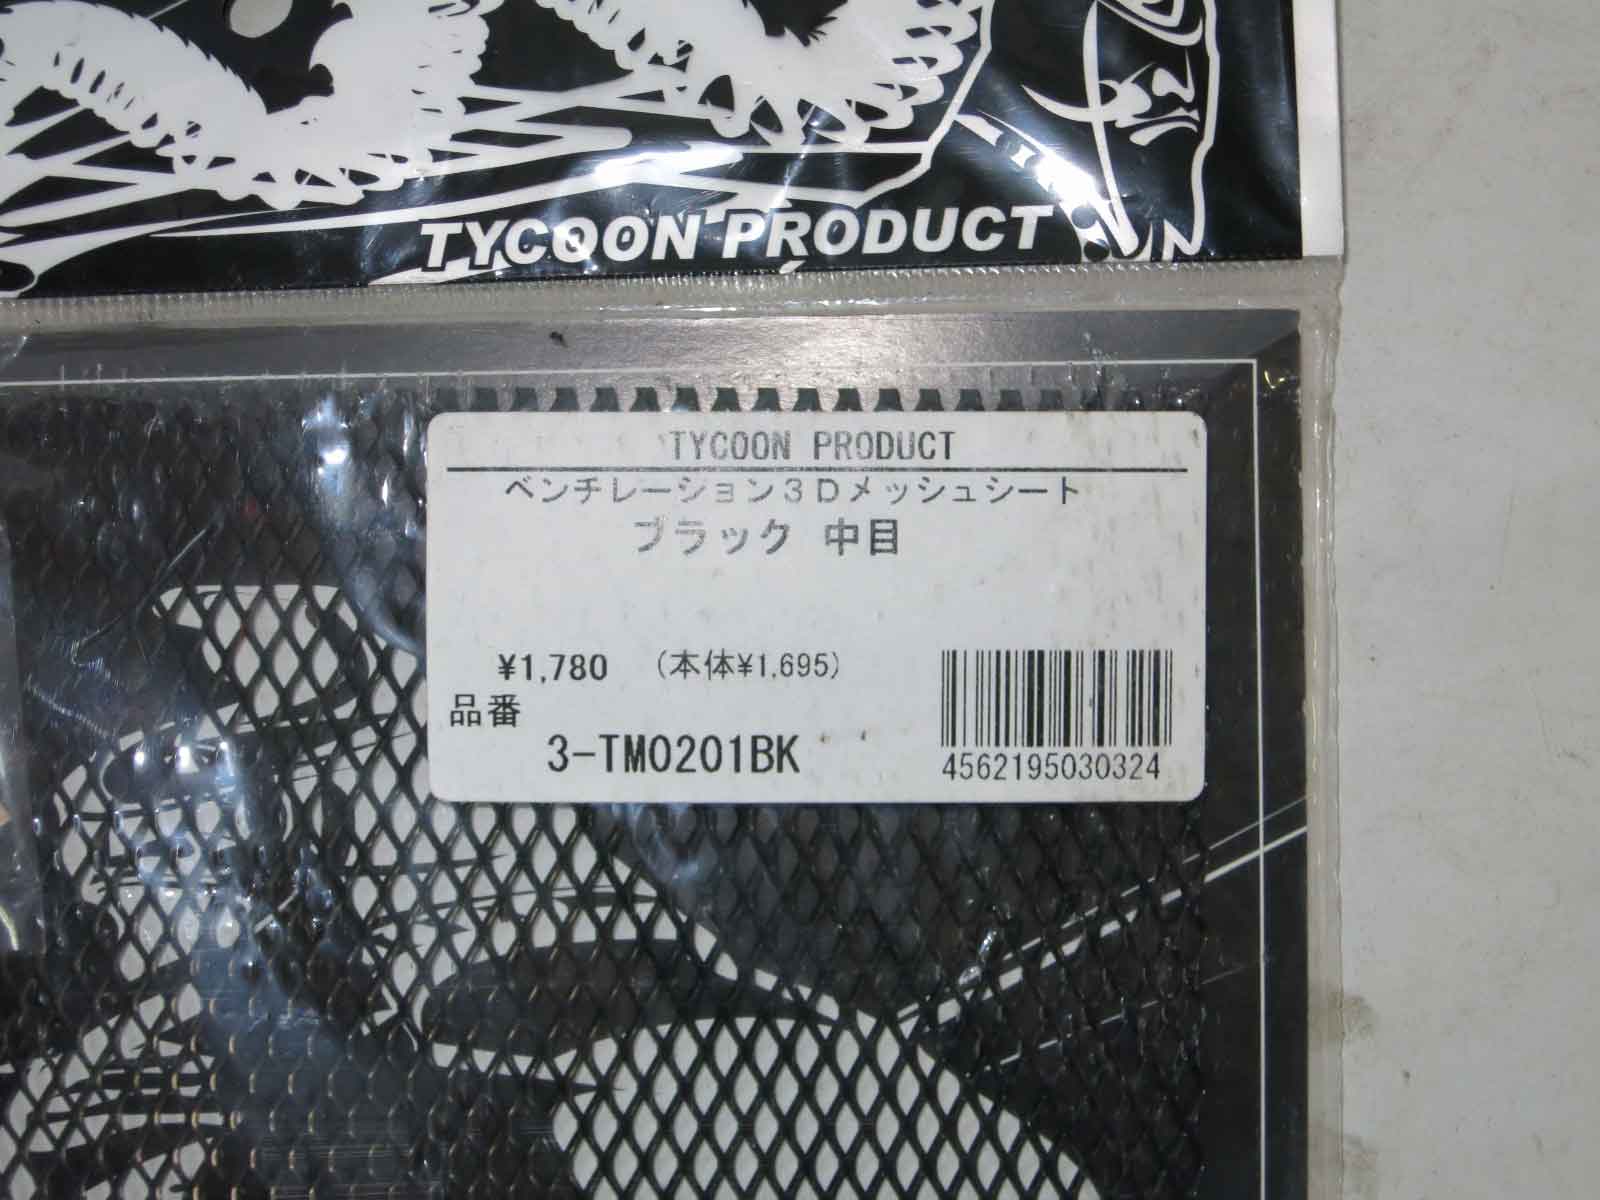 TYCOON PRODUCT
TYCOON PRODUCT
ベンチレーション3Dメッシュシート
ブラック 中目
¥1,780 (本体¥1,695)
品番
3-TM0201BK
4562195030324